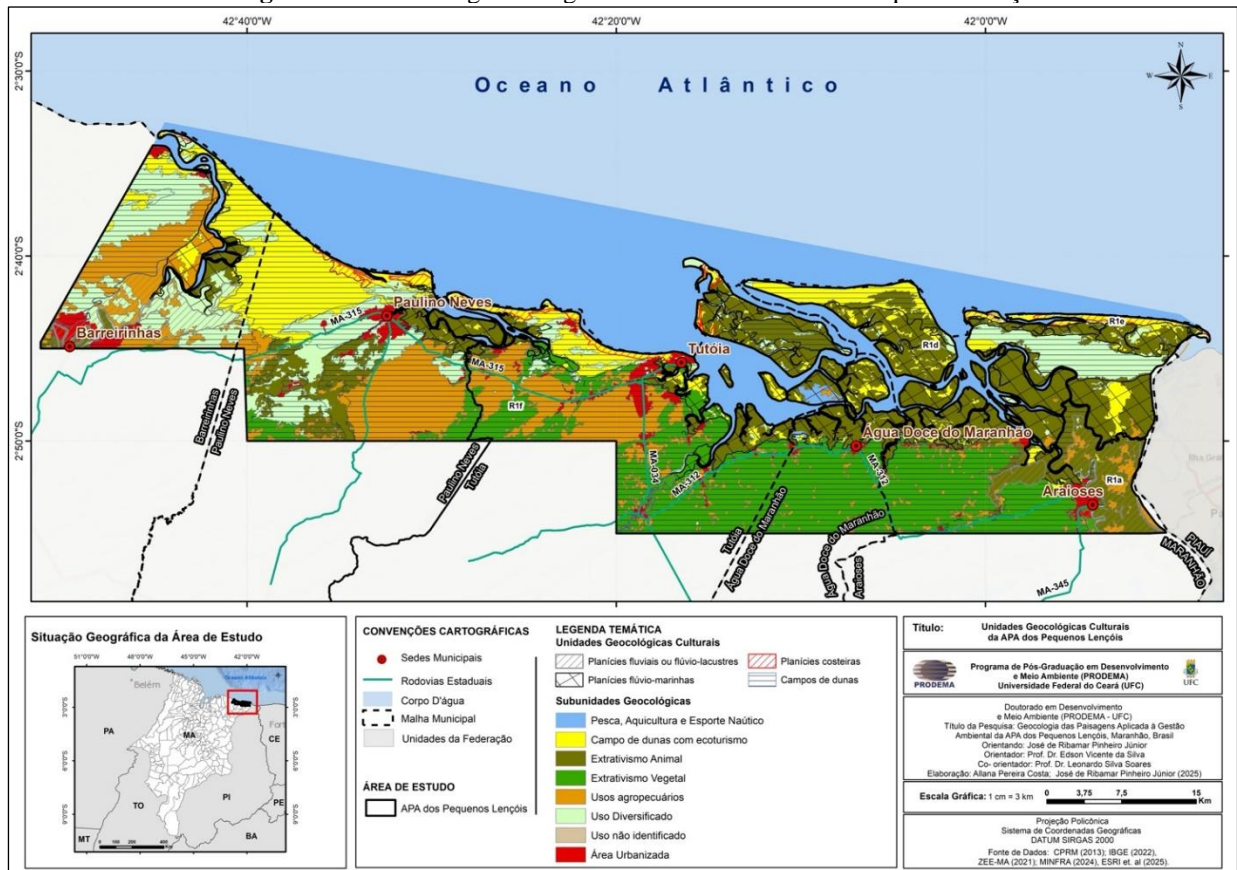 42°40'0"W
42°20'0"W
42°0'0"W
2°30'0"S
2°40'0"S
2°50'0"S
Oceano Atlântico
N
W E
S
Barreirinhas
Paulino Neves
MA-315
MA-315
R1f
Tutóia
R1d
R1e
Água Doce do Maranhão
MA-034
MA-312
MA-312
Araioses
R1a
Barreirinhas
Paulino Neves
Paulino Neves
Tutóia
Tutóia
Água Doce do Maranhão
Água Doce do Maranhão
Araioses
MA-345
PIAUÍ
MARANHÃO
Situação Geográfica da Área de Estudo
51°0'0"W 48°0'0"W 45°0'0"W 42°0'0"W
Belém
PA
MA
CE
TO
PI
PE
MT
BA
CONVENÇÕES CARTOGRÁFICAS
Sedes Municipais
Rodovias Estaduais
Corpo D'água
Malha Municipal
Unidades da Federação
ÁREA DE ESTUDO
APA dos Pequenos Lençóis
LEGENDA TEMÁTICA
Unidades Geocológicas Culturais
Planícies fluviais ou flúvio-lacustres
Planícies costeiras
Planícies flúvio-marinhas
Campos de dunas
Subunidades Geocológicas
Pesca, Aquicultura e Esporte Naútico
Campo de dunas com ecoturismo
Extrativismo Animal
Extrativismo Vegetal
Usos agropecuários
Uso Diversificado
Uso não identificado
Área Urbanizada
Título: Unidades Geocológicas Culturais
da APA dos Pequenos Lençóis
PRODEMA
Programa de Pós-Graduação em Desenvolvimento
e Meio Ambiente (PRODEMA)
Universidade Federal do Ceará (UFC)
UFC
Doutorado em Desenvolvimento
e Meio Ambiente (PRODEMA - UFC)
Título da Pesquisa: Geocologia das Paisagens Aplicada à Gestão
Ambiental da APA dos Pequenos Lençóis, Maranhão, Brasil
Orientando: José de Ribamar Pinheiro Júnior
Orientador: Prof. Dr. Edson Vicente da Silva
Co- orientador: Prof. Dr. Leonardo Silva Soares
Elaboração: Allana Pereira Costa; José de Ribamar Pinheiro Júnior (2025)
Escala Gráfica: 1 cm = 3 km 0 3,75 7,5 15
Km
Projeção Policônica
Sistema de Coordenadas Geográficas
DATUM SIRGAS 2000
Fonte de Dados: CPRM (2013); IBGE (2022),
ZEE-MA (2021); MINFRA (2024), ESRI et. al (2025).